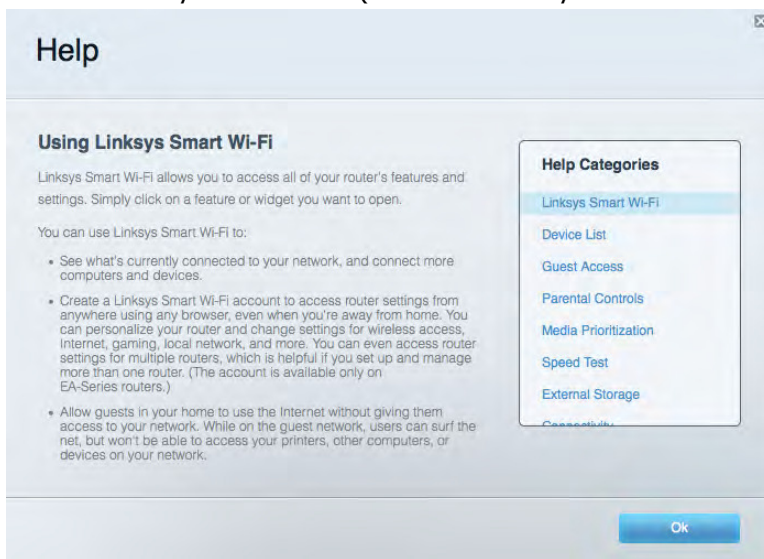 Help
Using Linksys Smart Wi-Fi
Linksys Smart Wi-Fi allows you to access all of your router's features and
settings. Simply click on a feature or widget you want to open.
You can use Linksys Smart Wi-Fi to:
• See what's currently connected to your network, and connect more
computers and devices.
• Create a Linksys Smart Wi-Fi account to access router settings from
anywhere using any browser, even when you're away from home. You
can personalize your router and change settings for wireless access,
Internet, gaming, local network, and more. You can even access router
settings for multiple routers, which is helpful if you set up and manage
more than one router. (The account is available only on
EA-Series routers.)
• Allow guests in your home to use the Internet without giving them
access to your network. While on the guest network, users can surf the
net, but won't be able to access your printers, other computers, or
devices on your network.
Help Categories
Linksys Smart Wi-Fi
Device List
Guest Access
Parental Controls
Media Prioritization
Speed Test
External Storage
Connectivity
Ok